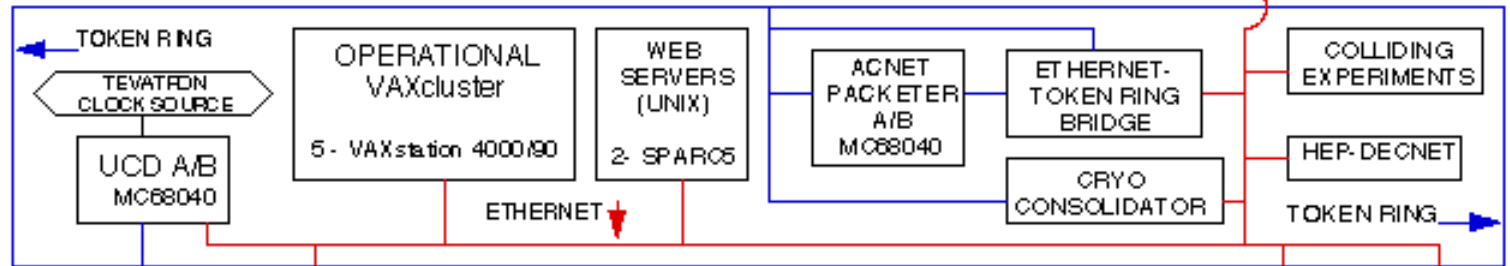 TOKEN RING
TEVATRON
CLOCK SOURCE
UCD A/B
MC68040
OPERATIONAL
VAXcluster
5 - VAXstation 4000/90
WEB
SERVERS
(UNIX)
2- SPARC5
ETHERNET
ACNET
PACKETER
A/B
MC68040
ETHERNET-
TOKEN RING
BRIDGE
CRYO
CONSOLIDATOR
COLLIDING
EXPERIMENTS
HEP-DECNET
TOKEN RING